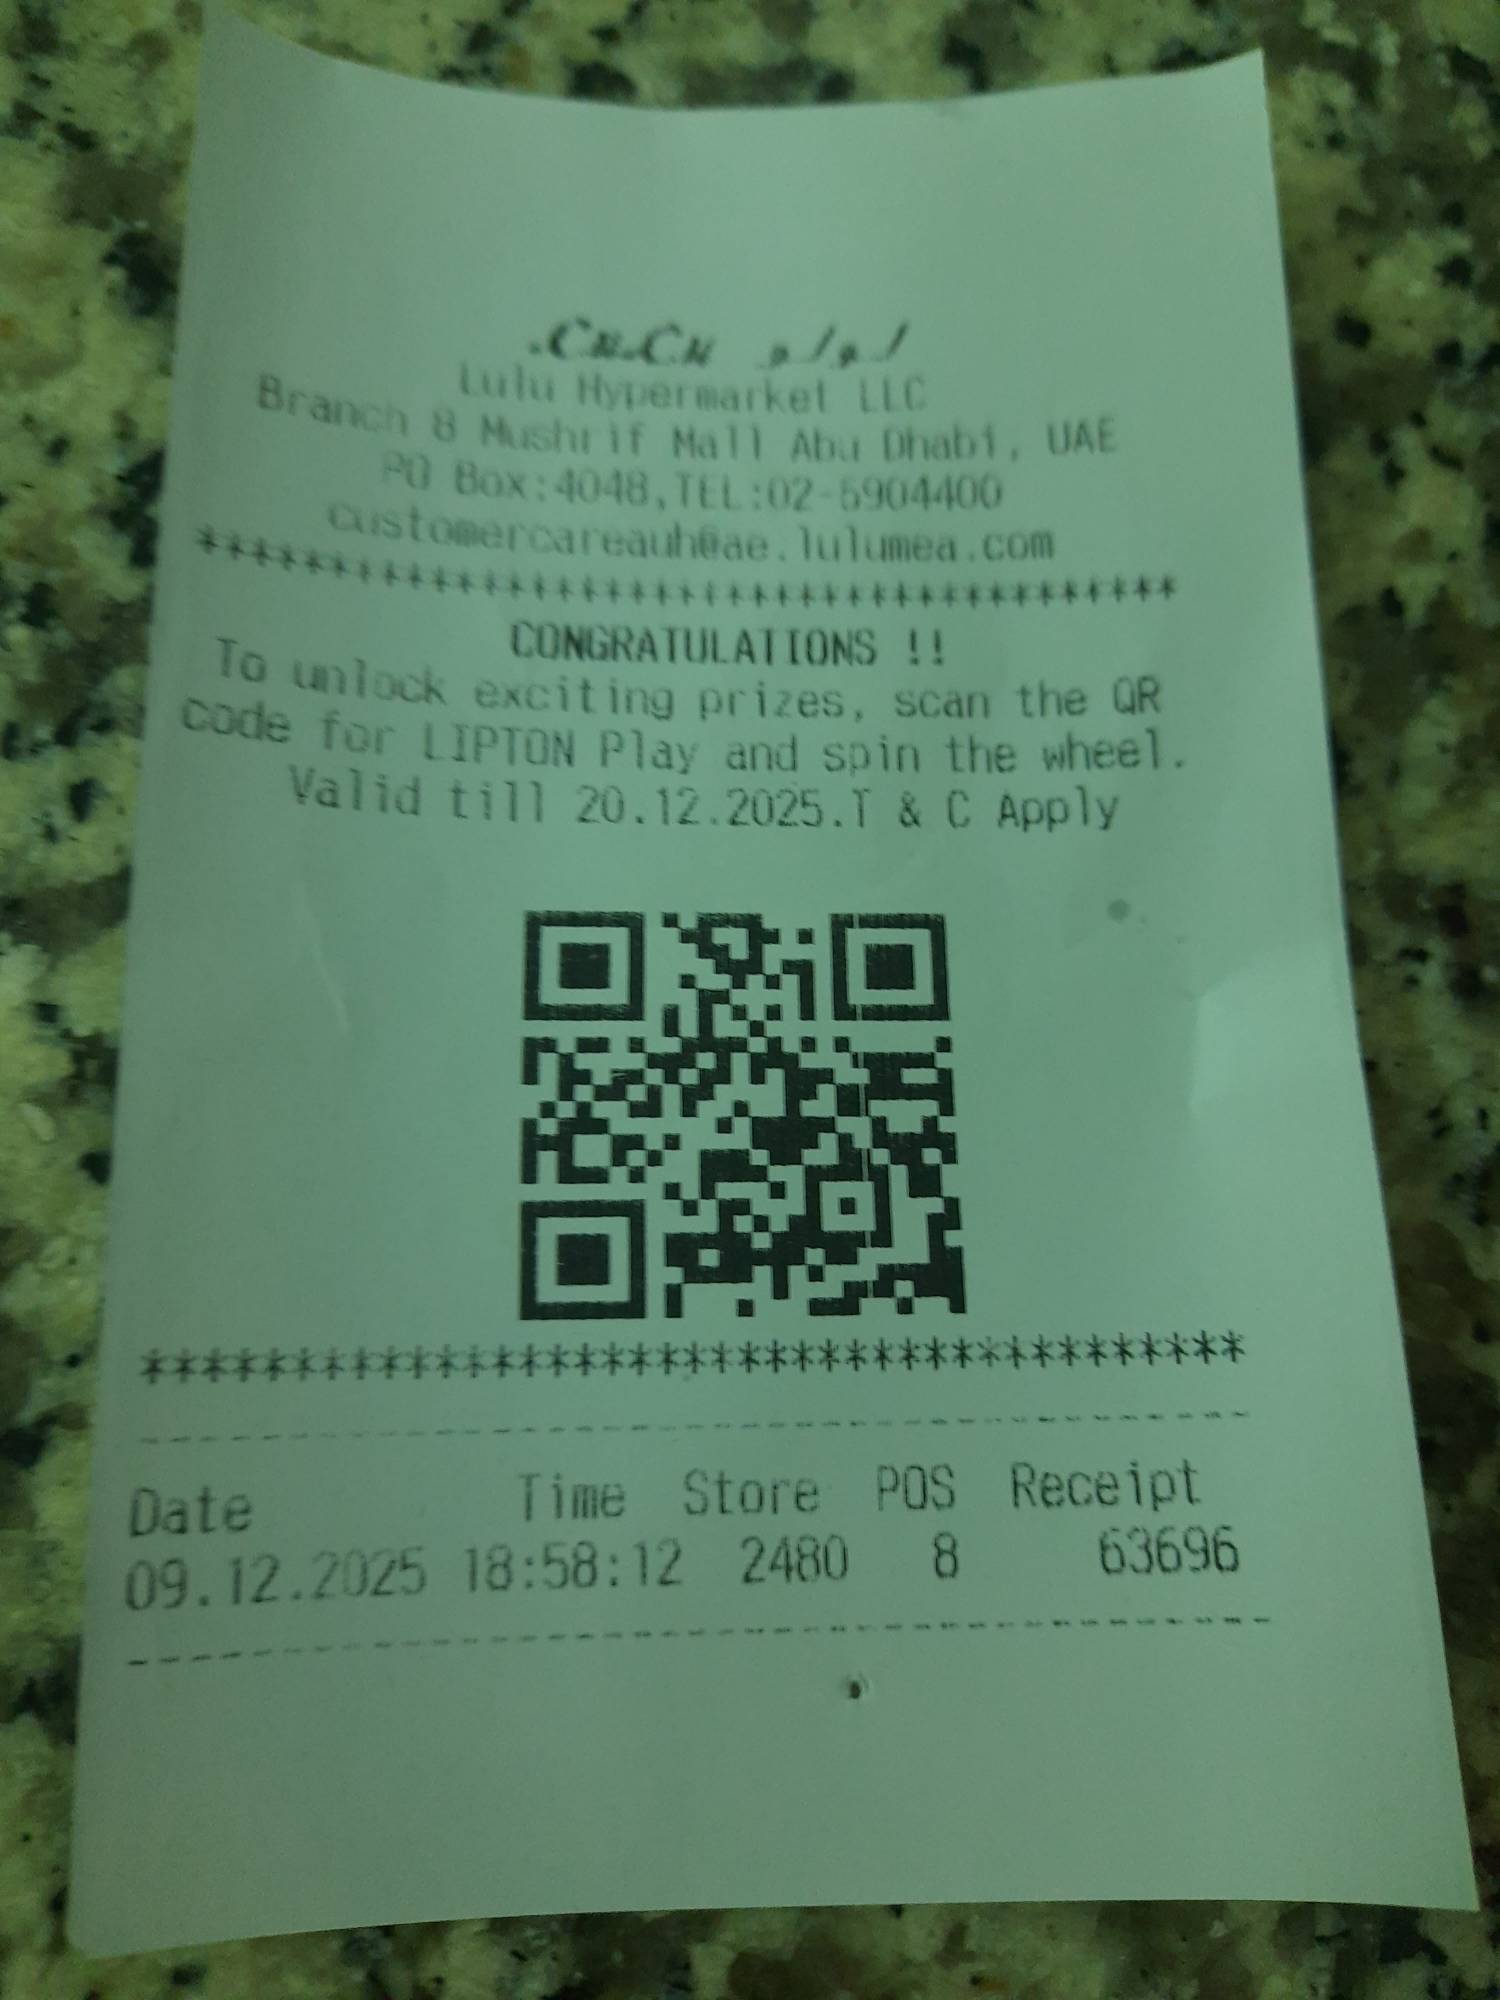 لولو
Lulu Hypermarket LLC
Branch 8 Mushrif Mall Abu Dhabi, UAE
PO Box:4048,TEL:02-6904400
customercareauh@ae.lulumea.com
****************************************
CONGRATULATIONS !!
To unlock exciting prizes, scan the QR
code for LIPTON Play and spin the wheel.
Valid till 20.12.2025.T & C Apply
****************************************
Date Time Store POS Receipt
09.12.2025 18:58:12 2480 8 63696